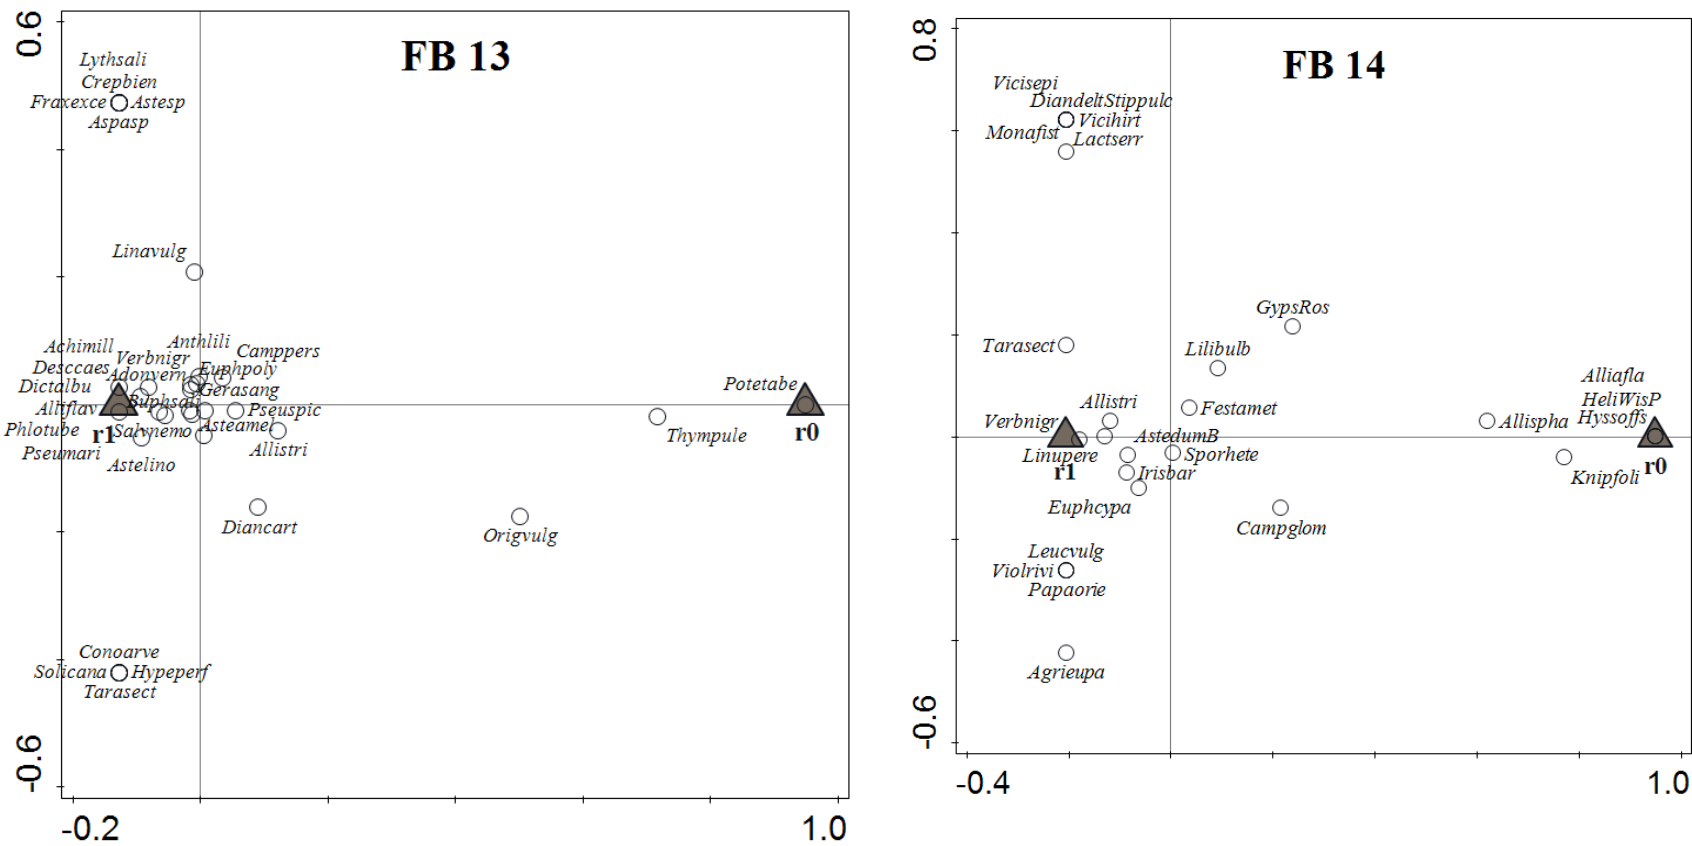 FB 13
0.6
Lythsali
Crepbien
Fraxexce Astesp
Aspasp
Linavulg
Anthlili
Achimill
Verbnigr
Camppers
Desccaes
Adonvern
Euphpoly
Dictalbu
Gerasang
Potetabe
Alliflav
Buphsali
Pseuspic
Phlotube
r1
Salvnemo
Asteamel
Thympule
r0
Pseumari
Astelino
Allistri
Diancart
Origvulg
Conoarve
Solicana Hypeperf
Tarasect
-0.6
-0.2
1.0
FB 14
0.8
Vicisepi
DiandeltStippulc
Vicihirt
Monafist
Lactserr
GypsRos
Tarasect
Lilibulb
Alliafla
Allistri
Festamet
HeliWisP
Verbnigr
Allispha
Hyssoffs
Linupere
AstedumB
r1
Irisbar
Sporhete
r0
Knipfoli
Euphcypa
Campglom
Leucvulg
Violrivi
Papaorie
Agrieupa
-0.6
-0.4
1.0